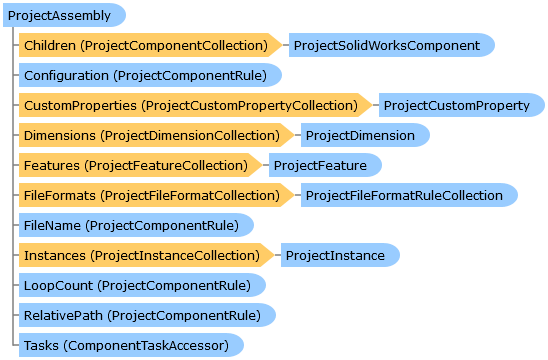 ProjectAssembly
Children (ProjectComponentCollection) ProjectSolidWorksComponent
Configuration (ProjectComponentRule)
CustomProperties (ProjectCustomPropertyCollection) ProjectCustomProperty
Dimensions (ProjectDimensionCollection) ProjectDimension
Features (ProjectFeatureCollection) ProjectFeature
FileFormats (ProjectFileFormatCollection) ProjectFileFormatRuleCollection
FileName (ProjectComponentRule)
Instances (ProjectInstanceCollection) ProjectInstance
LoopCount (ProjectComponentRule)
RelativePath (ProjectComponentRule)
Tasks (ComponentTaskAccessor)